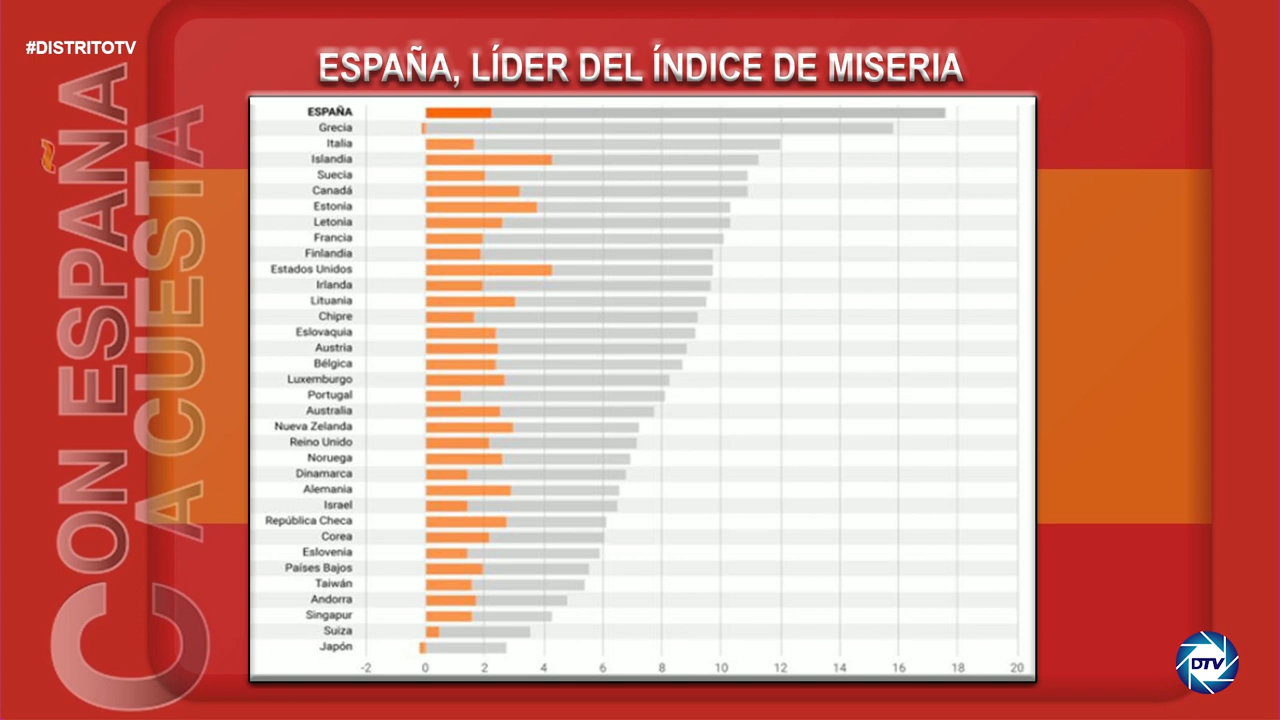 #DISTRITOTV
CON ESPAÑA
A CUESTA
ESPAÑA, LÍDER DEL ÍNDICE DE MISERIA
ESPAÑA
Grecia
Italia
Islandia
Suecia
Canadá
Estonia
Letonia
Francia
Finlandia
Estados Unidos
Irlanda
Lituania
Chipre
Eslovaquia
Austria
Bélgica
Luxemburgo
Portugal
Australia
Nueva Zelanda
Reino Unido
Noruega
Dinamarca
Alemania
Israel
República Checa
Corea
Eslovenia
Países Bajos
Taiwán
Andorra
Singapur
Suiza
Japón
-2 0 2 4 6 8 10 12 14 16 18 20
DTV